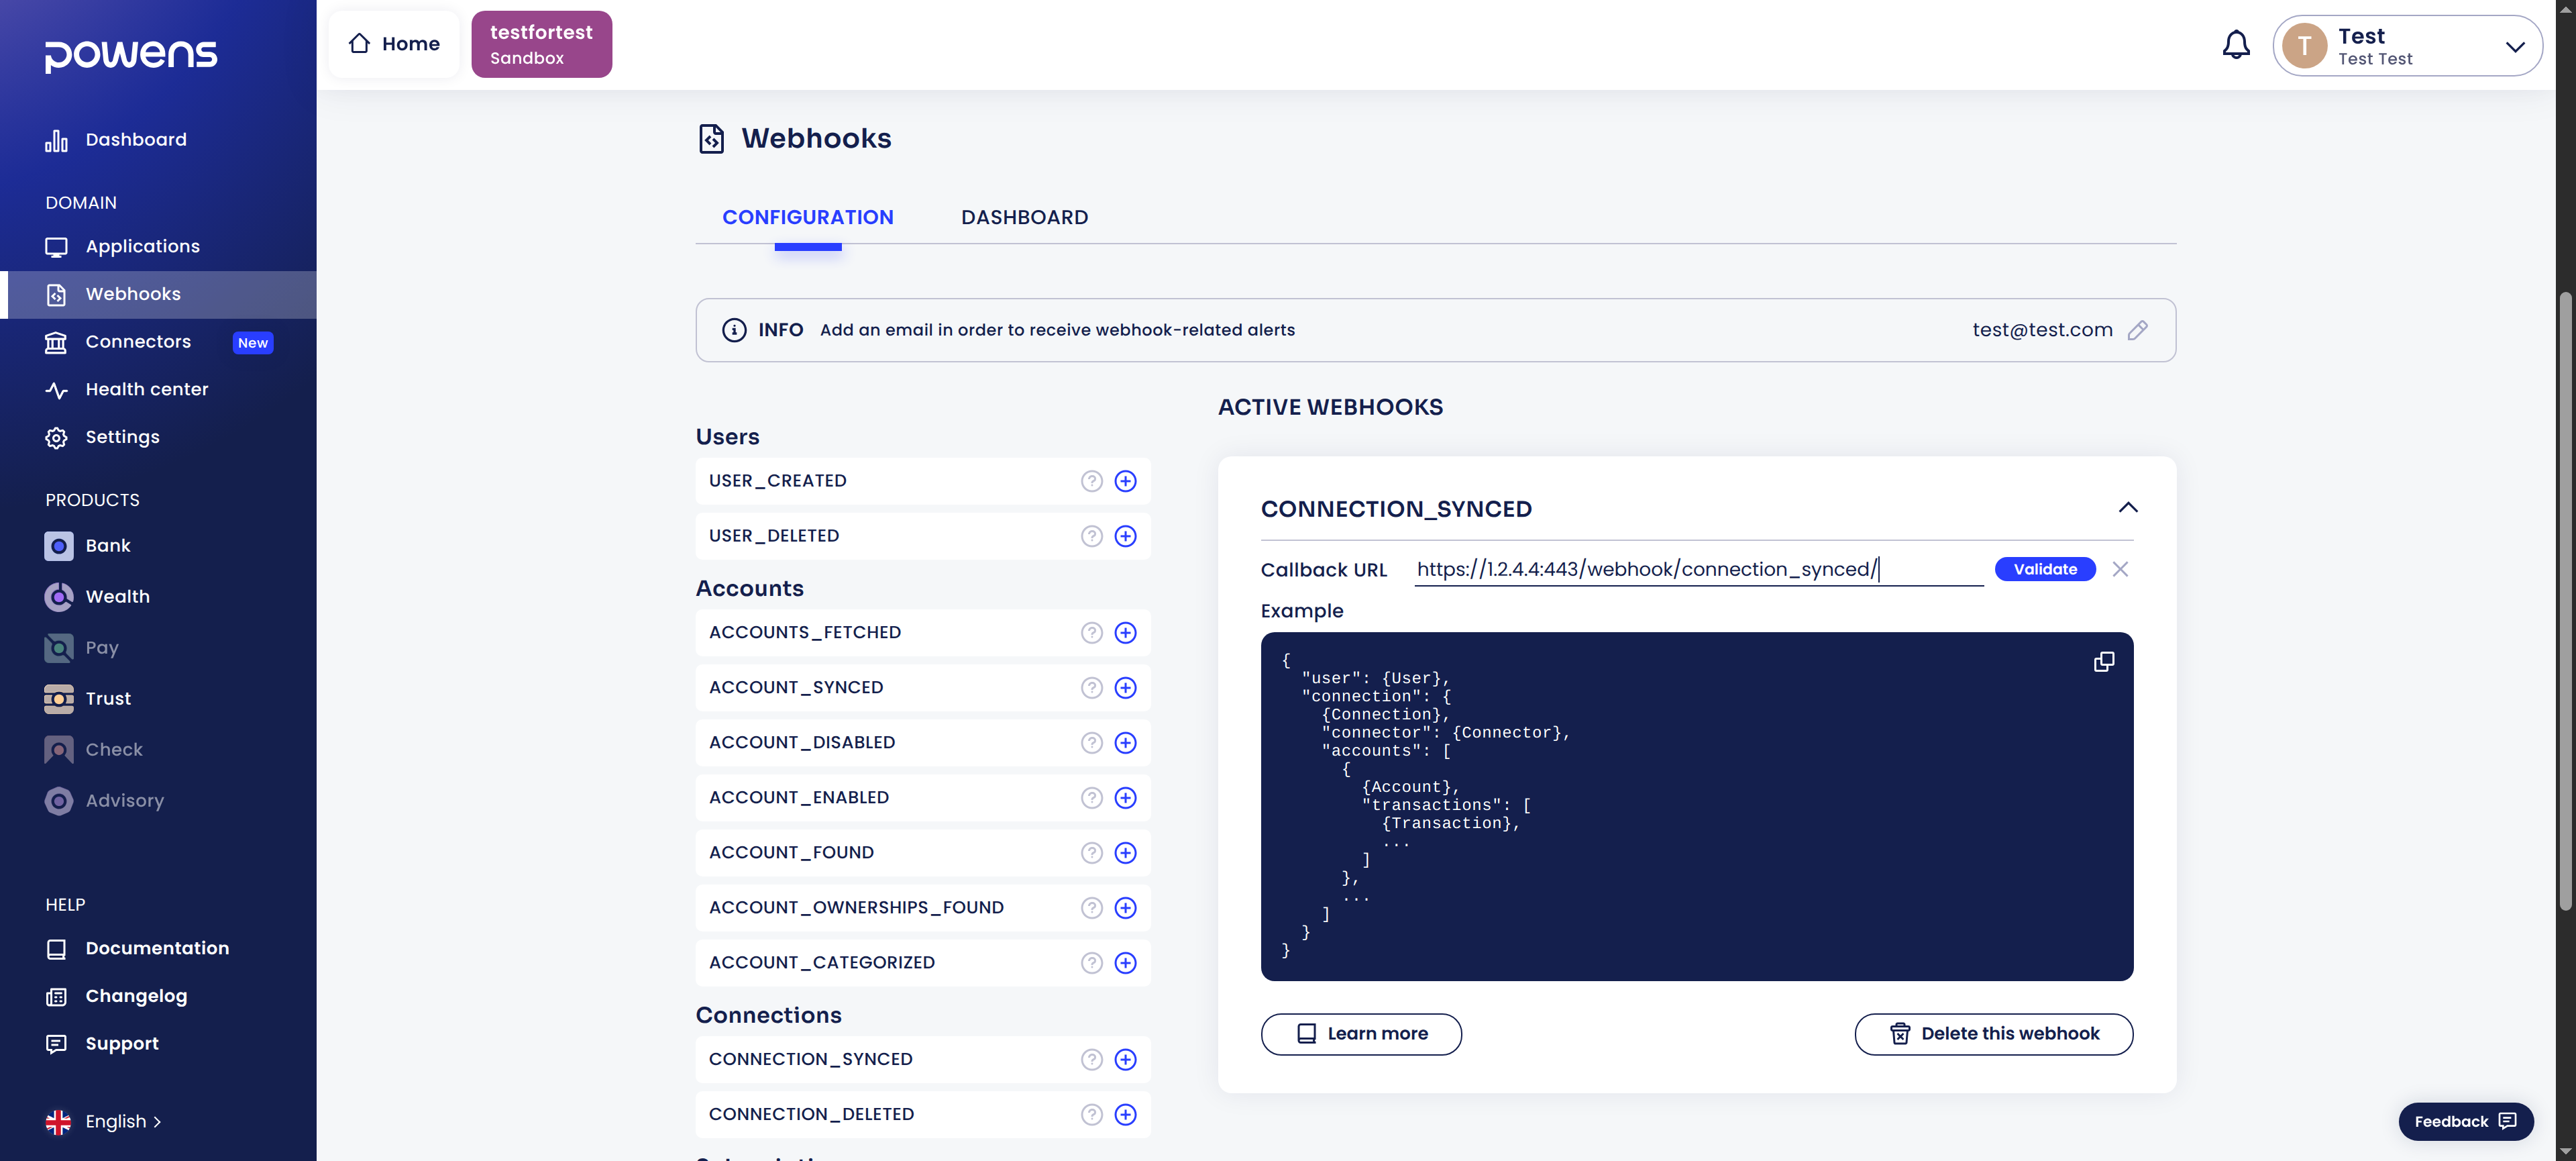 powens
Dashboard
DOMAIN
Applications
Webhooks
Connectors New
Health center
Settings
PRODUCTS
Bank
Wealth
Pay
Trust
Check
Advisory
HELP
Documentation
Changelog
Support
English >
Home
testfortest
Sandbox
T
Test
Test Test
Webhooks
CONFIGURATION DASHBOARD
INFO Add an email in order to receive webhook-related alerts test@test.com
Users
USER_CREATED ?
USER_DELETED ?
Accounts
ACCOUNTS_FETCHED ?
ACCOUNT_SYNCED ?
ACCOUNT_DISABLED ?
ACCOUNT_ENABLED ?
ACCOUNT_FOUND ?
ACCOUNT_OWNERSHIPS_FOUND ?
ACCOUNT_CATEGORIZED ?
Connections
CONNECTION_SYNCED ?
CONNECTION_DELETED ?
ACTIVE WEBHOOKS
CONNECTION_SYNCED
Callback URL https://1.2.4.4:443/webhook/connection_synced/ Validate
Example
{
"user": {User},
"connection": {
{Connection},
"connector": {Connector},
"accounts": [
{
{Account},
"transactions": [
{Transaction},
...
]
},
...
]
}
}
Learn more
Delete this webhook
Feedback